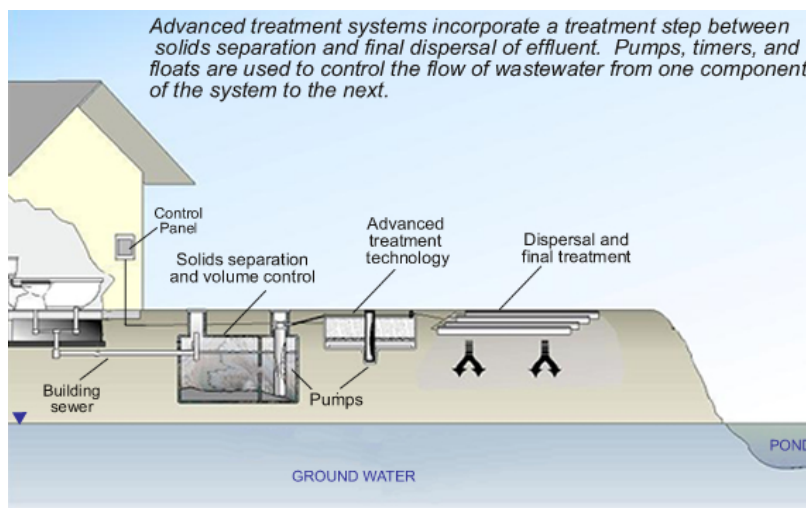 Advanced treatment systems incorporate a treatment step between
solids separation and final dispersal of effluent. Pumps, timers, and
floats are used to control the flow of wastewater from one component
of the system to the next.
Control
Panel
Solids separation
and volume control
Advanced
treatment
technology
Dispersal and
final treatment
Building
sewer
Pumps
GROUND WATER
POND